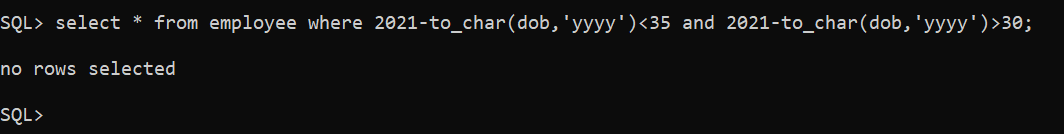 SQL> select * from employee where 2021-to_char(dob,'yyyy')<35 and 2021-to_char(dob,'yyyy')>30;
no rows selected
SQL>